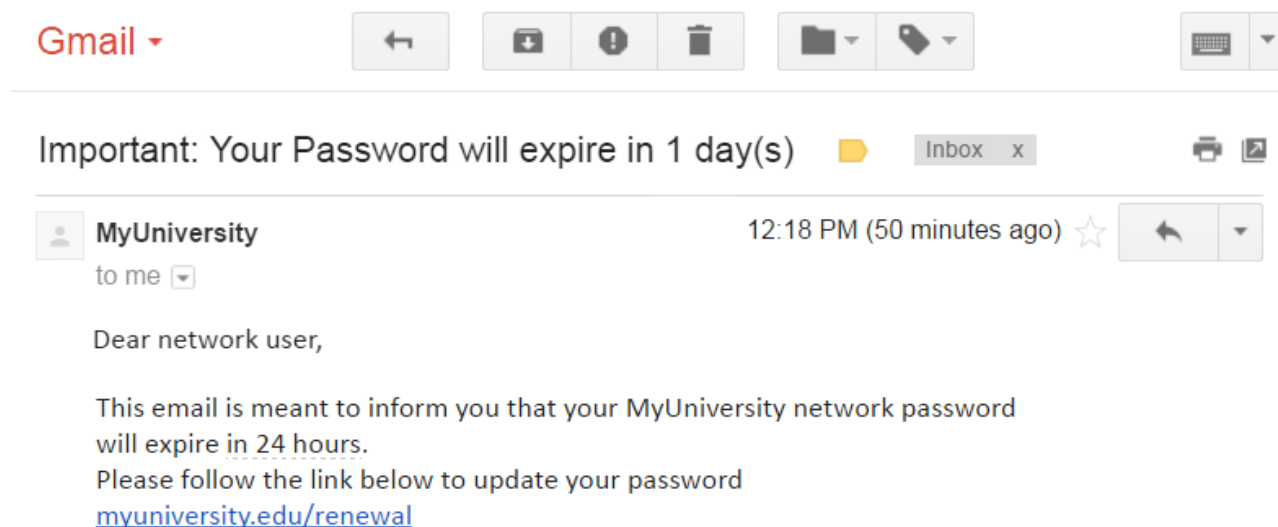 Gmail
Important: Your Password will expire in 1 day(s) Inbox x
MyUniversity 12:18 PM (50 minutes ago)
to me
Dear network user,
This email is meant to inform you that your MyUniversity network password
will expire in 24 hours.
Please follow the link below to update your password
myuniversity.edu/renewal